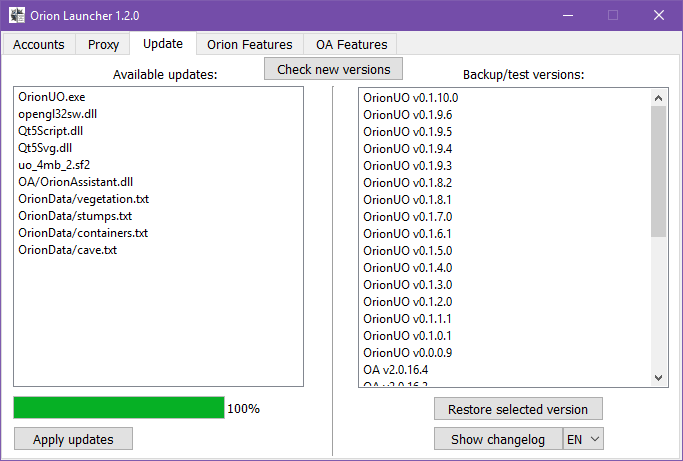 Orion Launcher 1.2.0
Accounts Proxy Update Orion Features OA Features
Available updates:
Check new versions
Backup/test versions:
OrionUO.exe
opengl32sw.dll
Qt5Script.dll
Qt5Svg.dll
uo_4mb_2.sf2
OA/OrionAssistant.dll
OrionData/vegetation.txt
OrionData/stumps.txt
OrionData/containers.txt
OrionData/cave.txt
OrionUO v0.1.10.0
OrionUO v0.1.9.6
OrionUO v0.1.9.5
OrionUO v0.1.9.4
OrionUO v0.1.9.3
OrionUO v0.1.8.2
OrionUO v0.1.8.1
OrionUO v0.1.7.0
OrionUO v0.1.6.1
OrionUO v0.1.5.0
OrionUO v0.1.4.0
OrionUO v0.1.3.0
OrionUO v0.1.2.0
OrionUO v0.1.1.1
OrionUO v0.1.0.1
OrionUO v0.0.0.9
OA v2.0.16.4
100%
Apply updates
Restore selected version
Show changelog EN